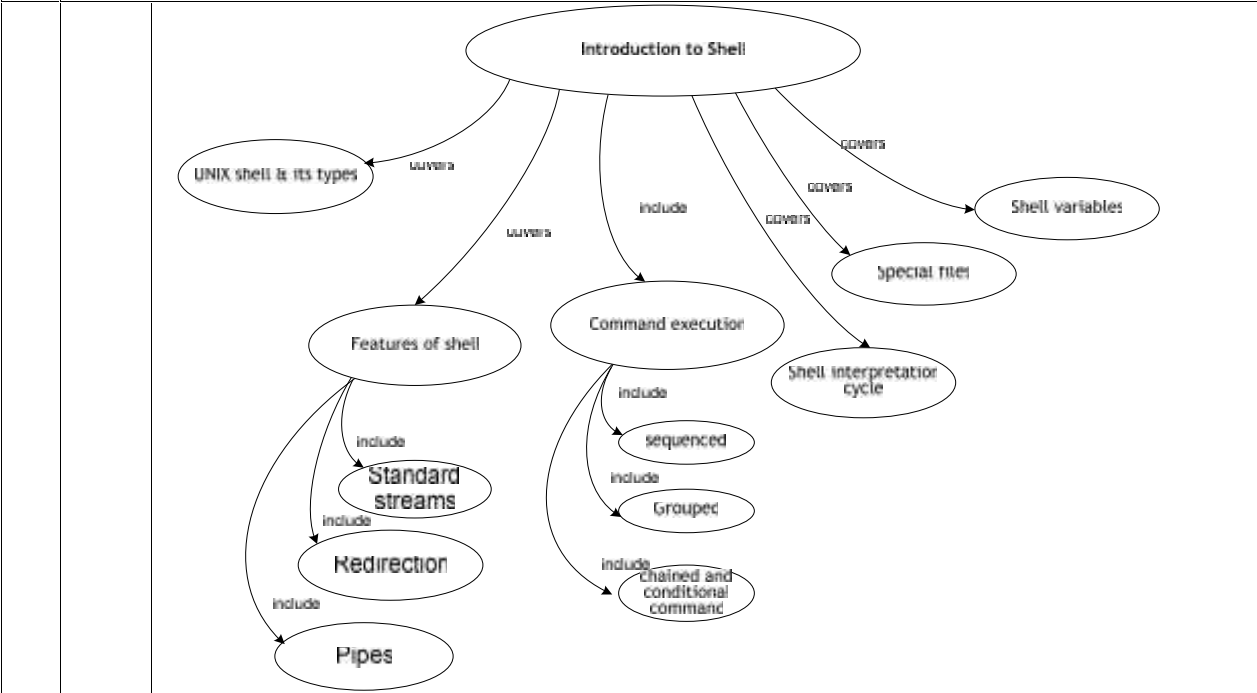 Introduction to Shell
covers
UNIX shell & its types
covers
covers
Shell variables
include
covers
covers
Special files
Command execution
Features of shell
Shell interpretation
cycle
include
sequenced
include
Standard
streams
include
Grouped
include
Redirection
include
chained and
conditional
command
include
Pipes